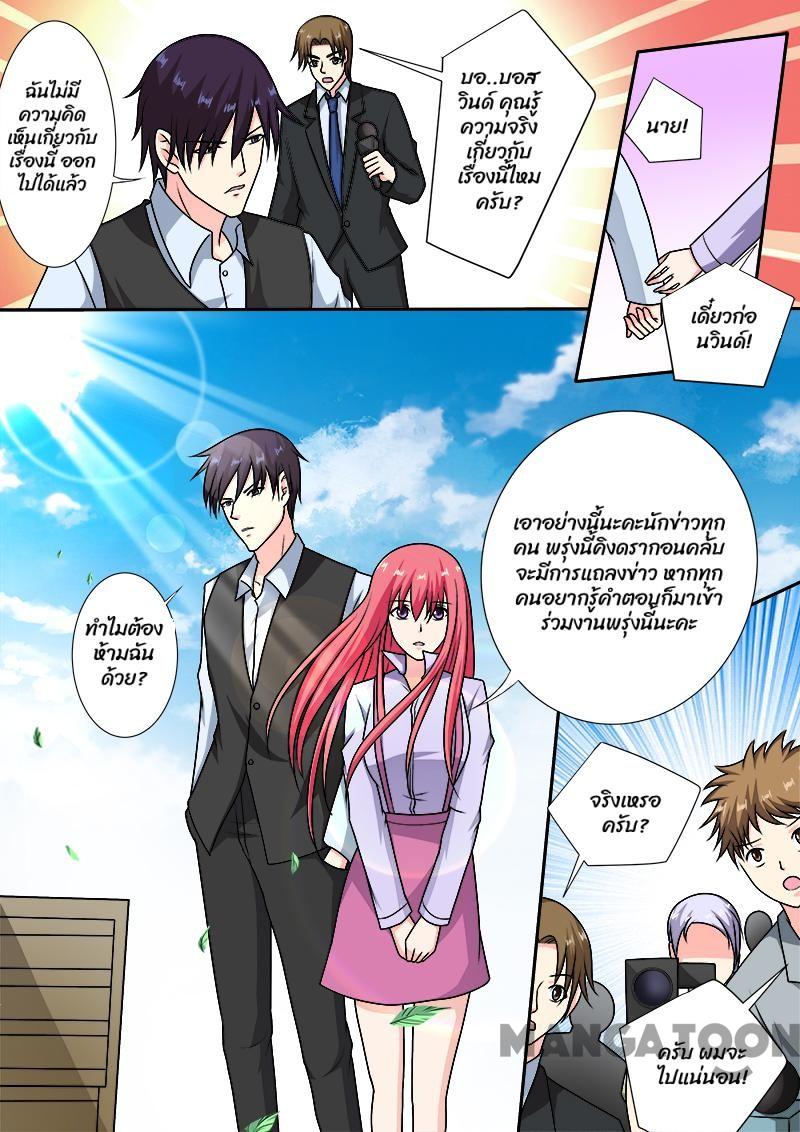 บอ..บอส
วินด์ คุณรู้
ความจริง
เกี่ยวกับ
เรื่องนี้ไหม
ครับ?
ฉันไม่มี
ความคิด
เห็นเกี่ยวกับ
เรื่องนี้ ออก
ไปได้แล้ว
นาย!
เดี๋ยวก่อ
นวินด์!
เอาอย่างนี้นะคะนักข่าวทุก
คน พรุ่งนี้คิงดรากอนคลับ
จะมีการแถลงข่าว หากทุก
คนอยากรู้คำตอบก็มาเข้า
ร่วมงานพรุ่งนี้นะคะ
ทำไมต้อง
ห้ามฉัน
ด้วย?
จริงเหรอ
ครับ?
ครับ ผมจะ
ไปแน่นอน!
MANGATOON